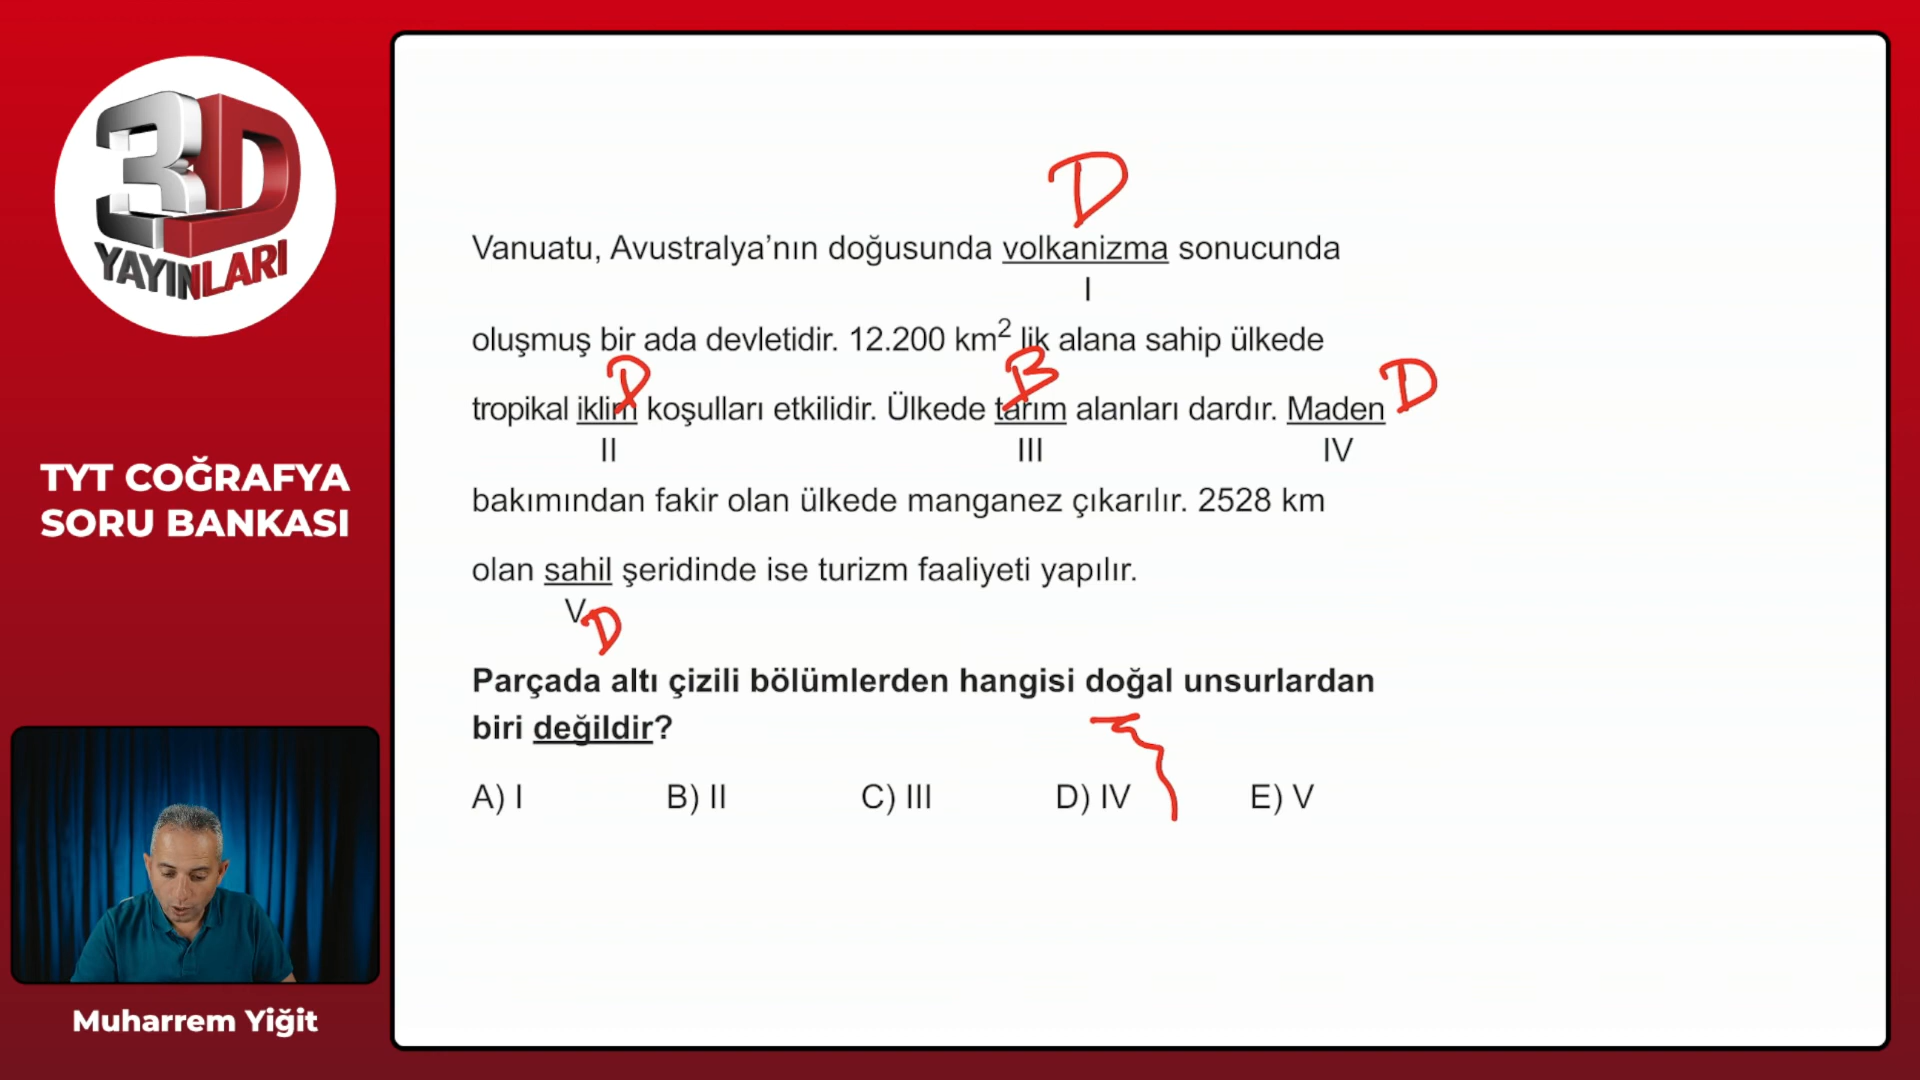 3D
YAYINLARI
TYT COĞRAFYA
SORU BANKASI
Muharrem Yiğit
D
Vanuatu, Avustralya’nın doğusunda volkanizma sonucunda
I
oluşmuş bir ada devletidir. 12.200 km² lik alana sahip ülkede
D B D
tropikal iklim koşulları etkilidir. Ülkede tarım alanları dardır. Maden
II III IV
bakımından fakir olan ülkede manganez çıkarılır. 2528 km
olan sahil şeridinde ise turizm faaliyeti yapılır.
V
D
Parçada altı çizili bölümlerden hangisi doğal unsurlardan
biri değildir?
A) I B) II C) III D) IV E) V